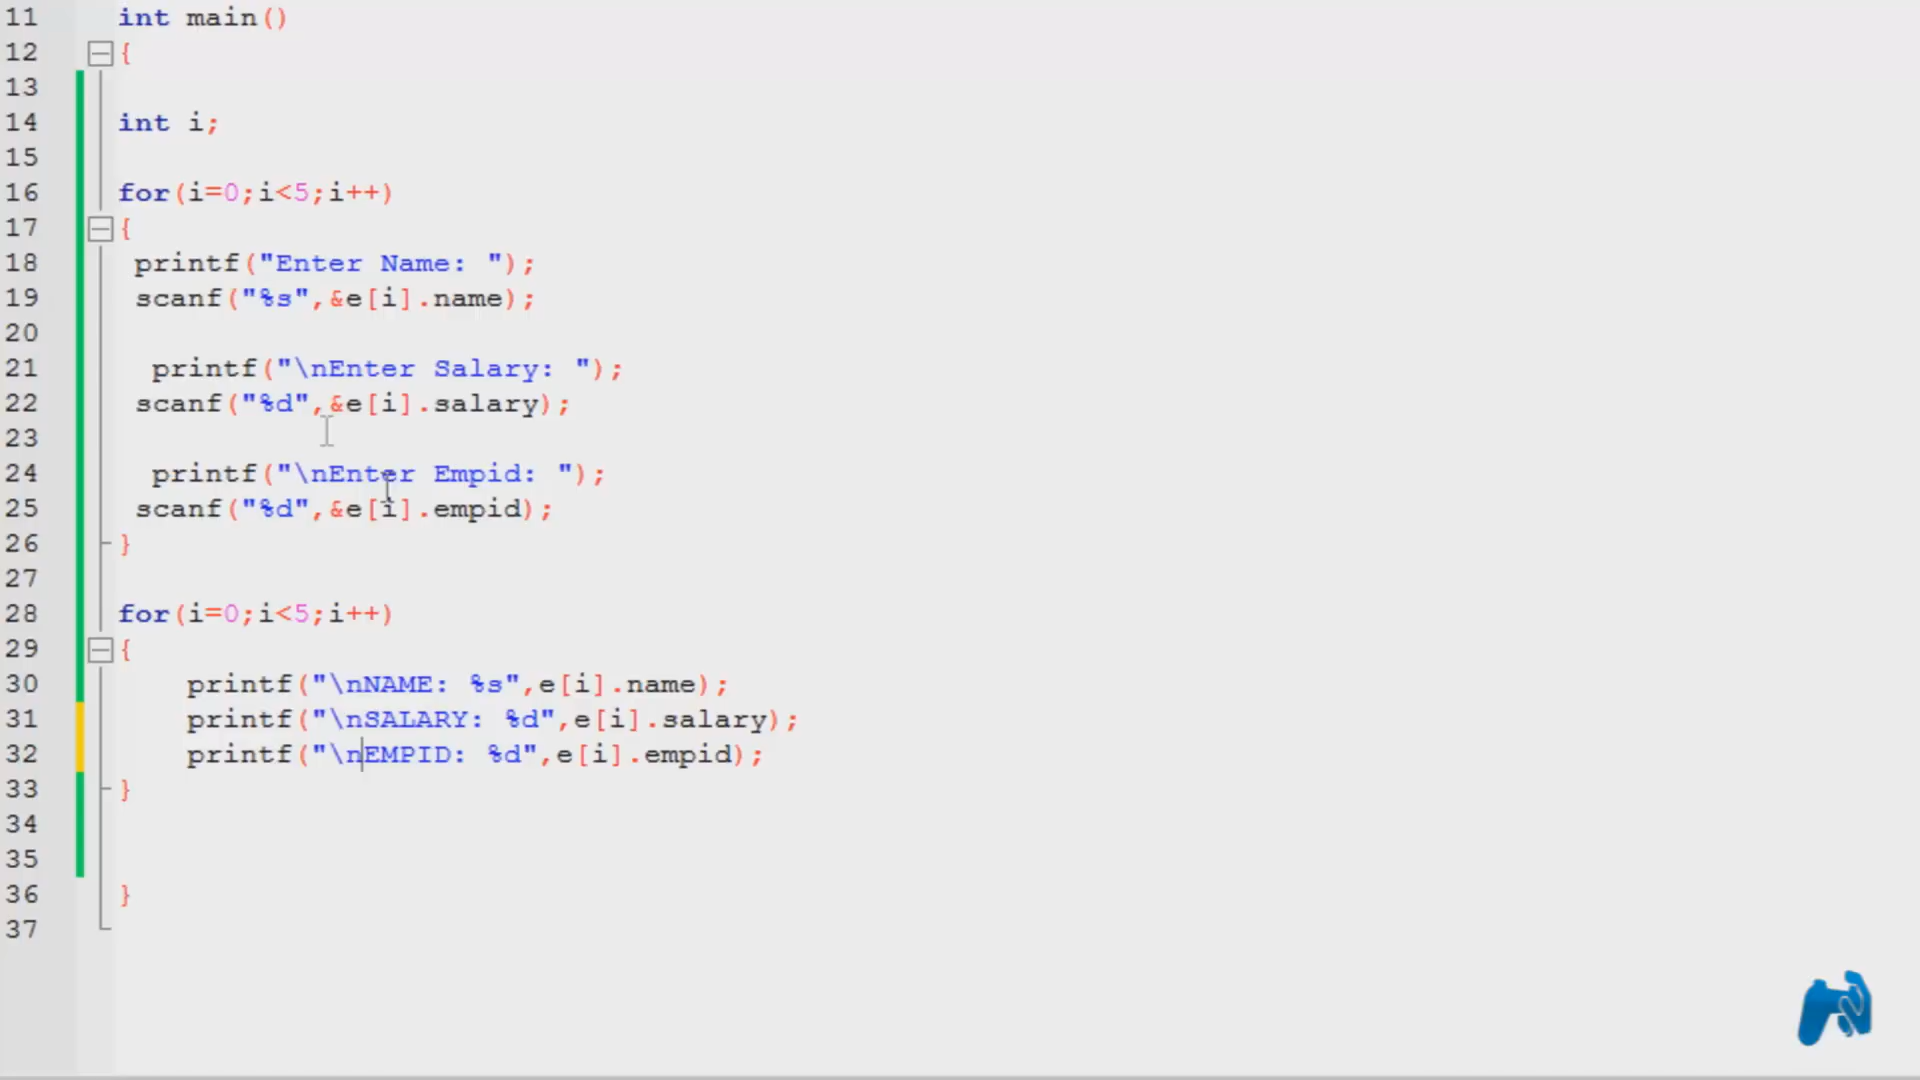 11 int main()
12 {
13
14 int i;
15
16 for(i=0;i<5;i++)
17 {
18 printf("Enter Name: ");
19 scanf("%s",&e[i].name);
20
21 printf("\nEnter Salary: ");
22 scanf("%d",&e[i].salary);
23
24 printf("\nEnter Empid: ");
25 scanf("%d",&e[i].empid);
26 }
27
28 for(i=0;i<5;i++)
29 {
30 printf("\nNAME: %s",e[i].name);
31 printf("\nSALARY: %d",e[i].salary);
32 printf("\nEMPID: %d",e[i].empid);
33 }
34
35
36 }
37